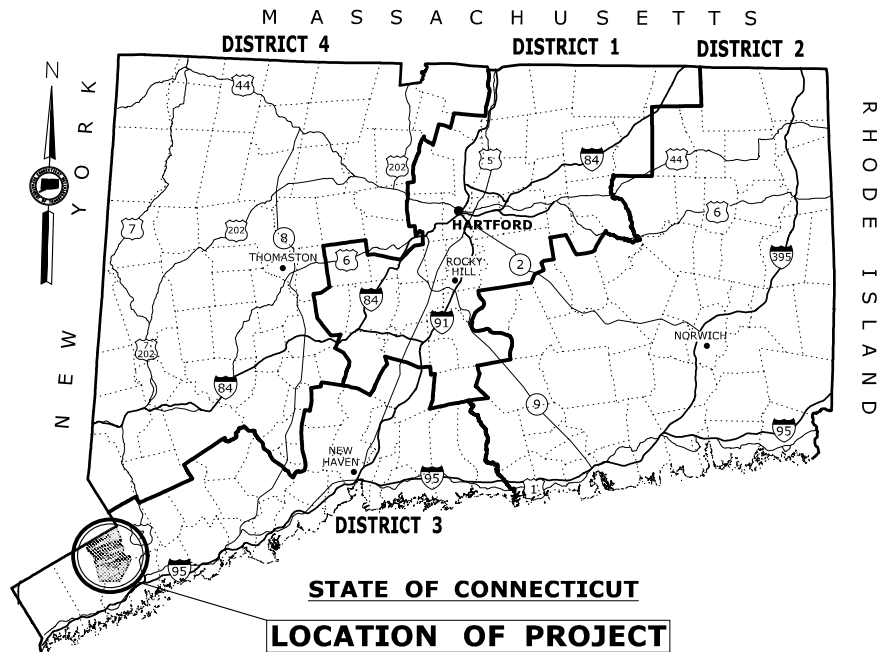 MASSACHUSETTS
DISTRICT 4
DISTRICT 1
DISTRICT 2
N
NEW YORK
RHODE ISLAND
44
202
5
84
44
7
202
8
HARTFORD
6
THOMASTON
6
ROCKY
HILL
2
395
84
91
7
202
NORWICH
84
9
95
NEW
HAVEN
95
1
DISTRICT 3
95
STATE OF CONNECTICUT
LOCATION OF PROJECT